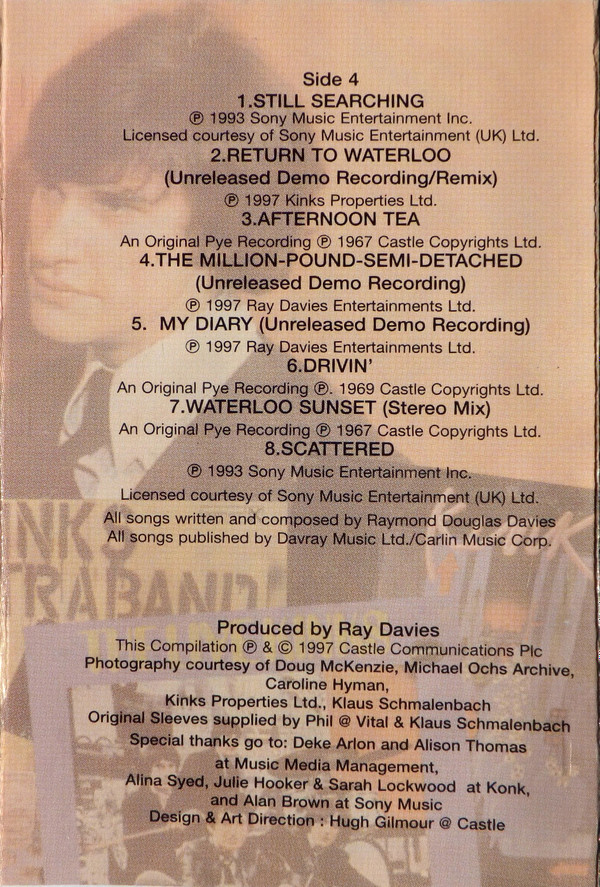 Side 4
1.STILL SEARCHING
℗ 1993 Sony Music Entertainment Inc.
Licensed courtesy of Sony Music Entertainment (UK) Ltd.
2.RETURN TO WATERLOO
(Unreleased Demo Recording/Remix)
℗ 1997 Kinks Properties Ltd.
3.AFTERNOON TEA
An Original Pye Recording ℗ 1967 Castle Copyrights Ltd.
4.THE MILLION-POUND-SEMI-DETACHED
(Unreleased Demo Recording)
℗ 1997 Ray Davies Entertainments Ltd.
5. MY DIARY (Unreleased Demo Recording)
℗ 1997 Ray Davies Entertainments Ltd.
6.DRIVIN'
An Original Pye Recording ℗. 1969 Castle Copyrights Ltd.
7.WATERLOO SUNSET (Stereo Mix)
An Original Pye Recording ℗ 1967 Castle Copyrights Ltd.
8.SCATTERED
℗ 1993 Sony Music Entertainment Inc.
Licensed courtesy of Sony Music Entertainment (UK) Ltd.
All songs written and composed by Raymond Douglas Davies
All songs published by Davray Music Ltd./Carlin Music Corp.
INKS
TRABAND
Produced by Ray Davies
This Compilation ℗ & © 1997 Castle Communications Plc
Photography courtesy of Doug McKenzie, Michael Ochs Archive,
Caroline Hyman,
Kinks Properties Ltd., Klaus Schmalenbach
Original Sleeves supplied by Phil @ Vital & Klaus Schmalenbach
Special thanks go to: Deke Arlon and Alison Thomas
at Music Media Management,
Alina Syed, Julie Hooker & Sarah Lockwood at Konk,
and Alan Brown at Sony Music
Design & Art Direction : Hugh Gilmour @ Castle